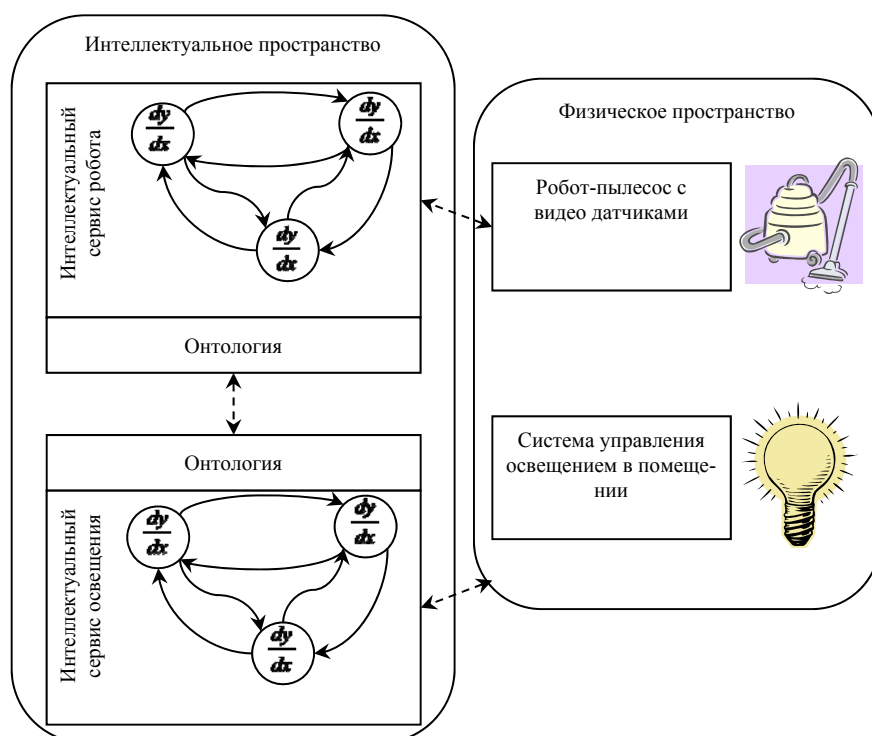 Интеллектуальное пространство
Интеллектуальный
сервис робота
dy
dx
dy
dx
dy
dx
Онтология
Онтология
Интеллектуальный
сервис освещения
dy
dx
dy
dx
dy
dx
Физическое пространство
Робот-пылесос с
видео датчиками
Система управления
освещением в помеще-
нии